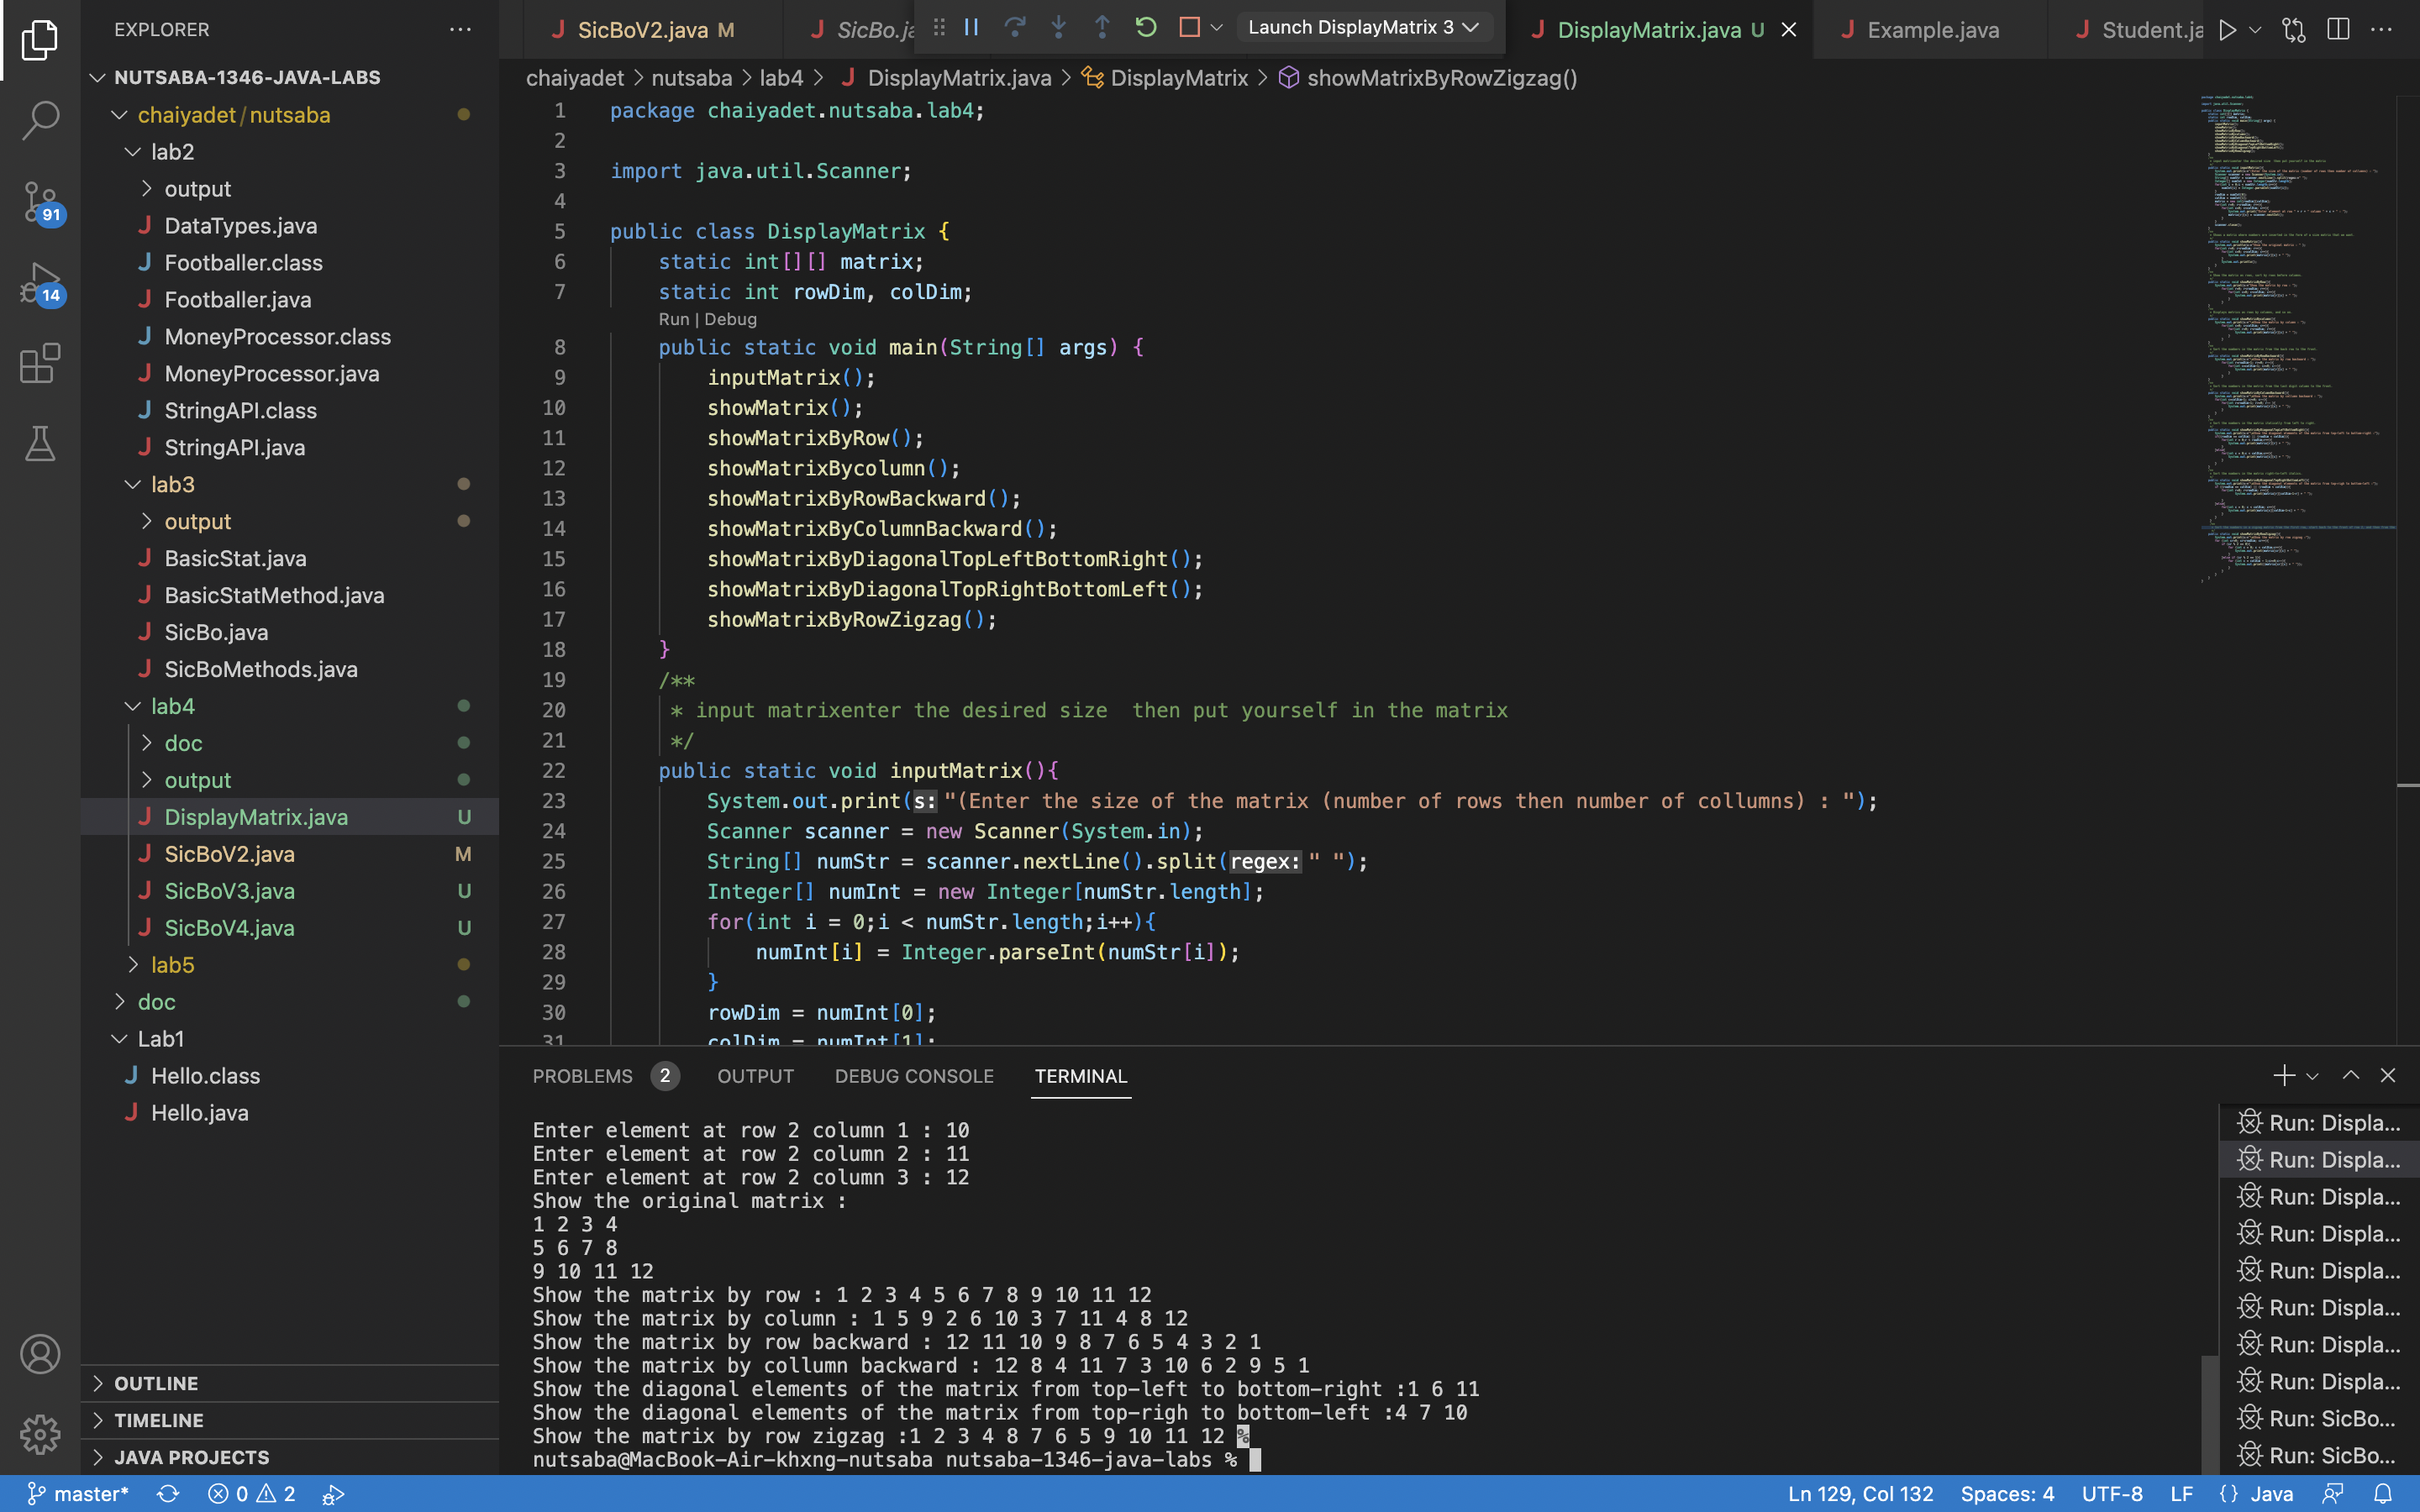 EXPLORER
NUTSABA-1346-JAVA-LABS
chaiyadet/nutsaba
lab2
output
DataTypes.java
Footballer.class
Footballer.java
MoneyProcessor.class
MoneyProcessor.java
StringAPI.class
StringAPI.java
lab3
output
BasicStat.java
BasicStatMethod.java
SicBo.java
SicBoMethods.java
lab4
doc
output
DisplayMatrix.java U
SicBoV2.java M
SicBoV3.java U
SicBoV4.java U
lab5
doc
Lab1
Hello.class
Hello.java
OUTLINE
TIMELINE
JAVA PROJECTS
91
14
SicBoV2.java M
SicBo.ja
Launch DisplayMatrix 3
DisplayMatrix.java U
Example.java
Student.ja
chaiyadet > nutsaba > lab4 > DisplayMatrix.java > DisplayMatrix > showMatrixByRowZigzag()
1 package chaiyadet.nutsaba.lab4;
2
3 import java.util.Scanner;
4
5 public class DisplayMatrix {
6 static int[][] matrix;
7 static int rowDim, colDim;
Run | Debug
8 public static void main(String[] args) {
9 inputMatrix();
10 showMatrix();
11 showMatrixByRow();
12 showMatrixBycolumn();
13 showMatrixByRowBackward();
14 showMatrixByColumnBackward();
15 showMatrixByDiagonalTopLeftBottomRight();
16 showMatrixByDiagonalTopRightBottomLeft();
17 showMatrixByRowZigzag();
18 }
19 /**
20 * input matrixenter the desired size  then put yourself in the matrix
21 */
22 public static void inputMatrix(){
23 System.out.print(s:"(Enter the size of the matrix (number of rows then number of collumns) : ");
24 Scanner scanner = new Scanner(System.in);
25 String[] numStr = scanner.nextLine().split(regex:" ");
26 Integer[] numInt = new Integer[numStr.length];
27 for(int i = 0;i < numStr.length;i++){
28 numInt[i] = Integer.parseInt(numStr[i]);
29 }
30 rowDim = numInt[0];
31 colDim = numInt[1];
PROBLEMS 2 OUTPUT DEBUG CONSOLE TERMINAL
Enter element at row 2 column 1 : 10
Enter element at row 2 column 2 : 11
Enter element at row 2 column 3 : 12
Show the original matrix :
1 2 3 4
5 6 7 8
9 10 11 12
Show the matrix by row : 1 2 3 4 5 6 7 8 9 10 11 12
Show the matrix by column : 1 5 9 2 6 10 3 7 11 4 8 12
Show the matrix by row backward : 12 11 10 9 8 7 6 5 4 3 2 1
Show the matrix by collumn backward : 12 8 4 11 7 3 10 6 2 9 5 1
Show the diagonal elements of the matrix from top-left to bottom-right :1 6 11
Show the diagonal elements of the matrix from top-righ to bottom-left :4 7 10
Show the matrix by row zigzag :1 2 3 4 8 7 6 5 9 10 11 12 %
nutsaba@MacBook-Air-khxng-nutsaba nutsaba-1346-java-labs %
Run: Displa...
Run: Displa...
Run: Displa...
Run: Displa...
Run: Displa...
Run: Displa...
Run: Displa...
Run: Displa...
Run: SicBo...
Run: SicBo...
master* 0 2
Ln 129, Col 132 Spaces: 4 UTF-8 LF {} Java